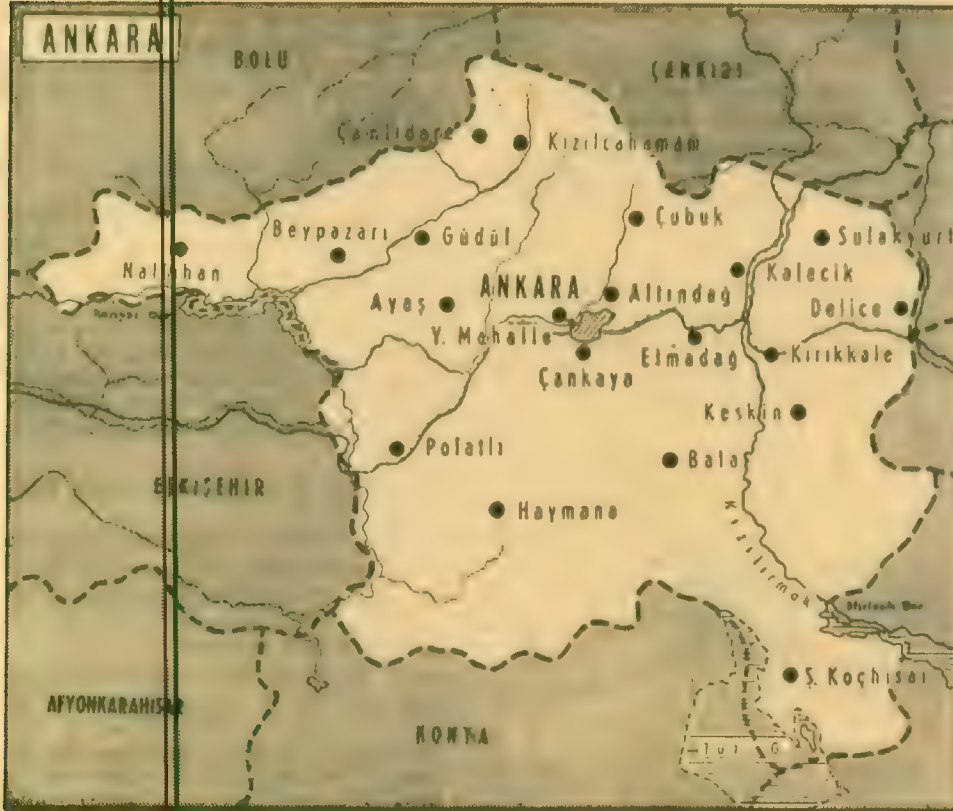 ANKARA
BOLU
ÇANKIRI
Çamlıdere
Kızılcahamam
Çubuk
Beypazarı
Güdül
Sulakyurt
Nallıhan
Kalecik
Ayaş
ANKARA
Altındağ
Delice
Y. Mahalle
Elmadağ
Kırıkkale
Çankaya
Keskin
Polatlı
Bala
ESKİŞEHİR
Haymana
Kızılırmak
Ş. Koçhisar
AFYONKARAHİSAR
KONYA
Tuz G